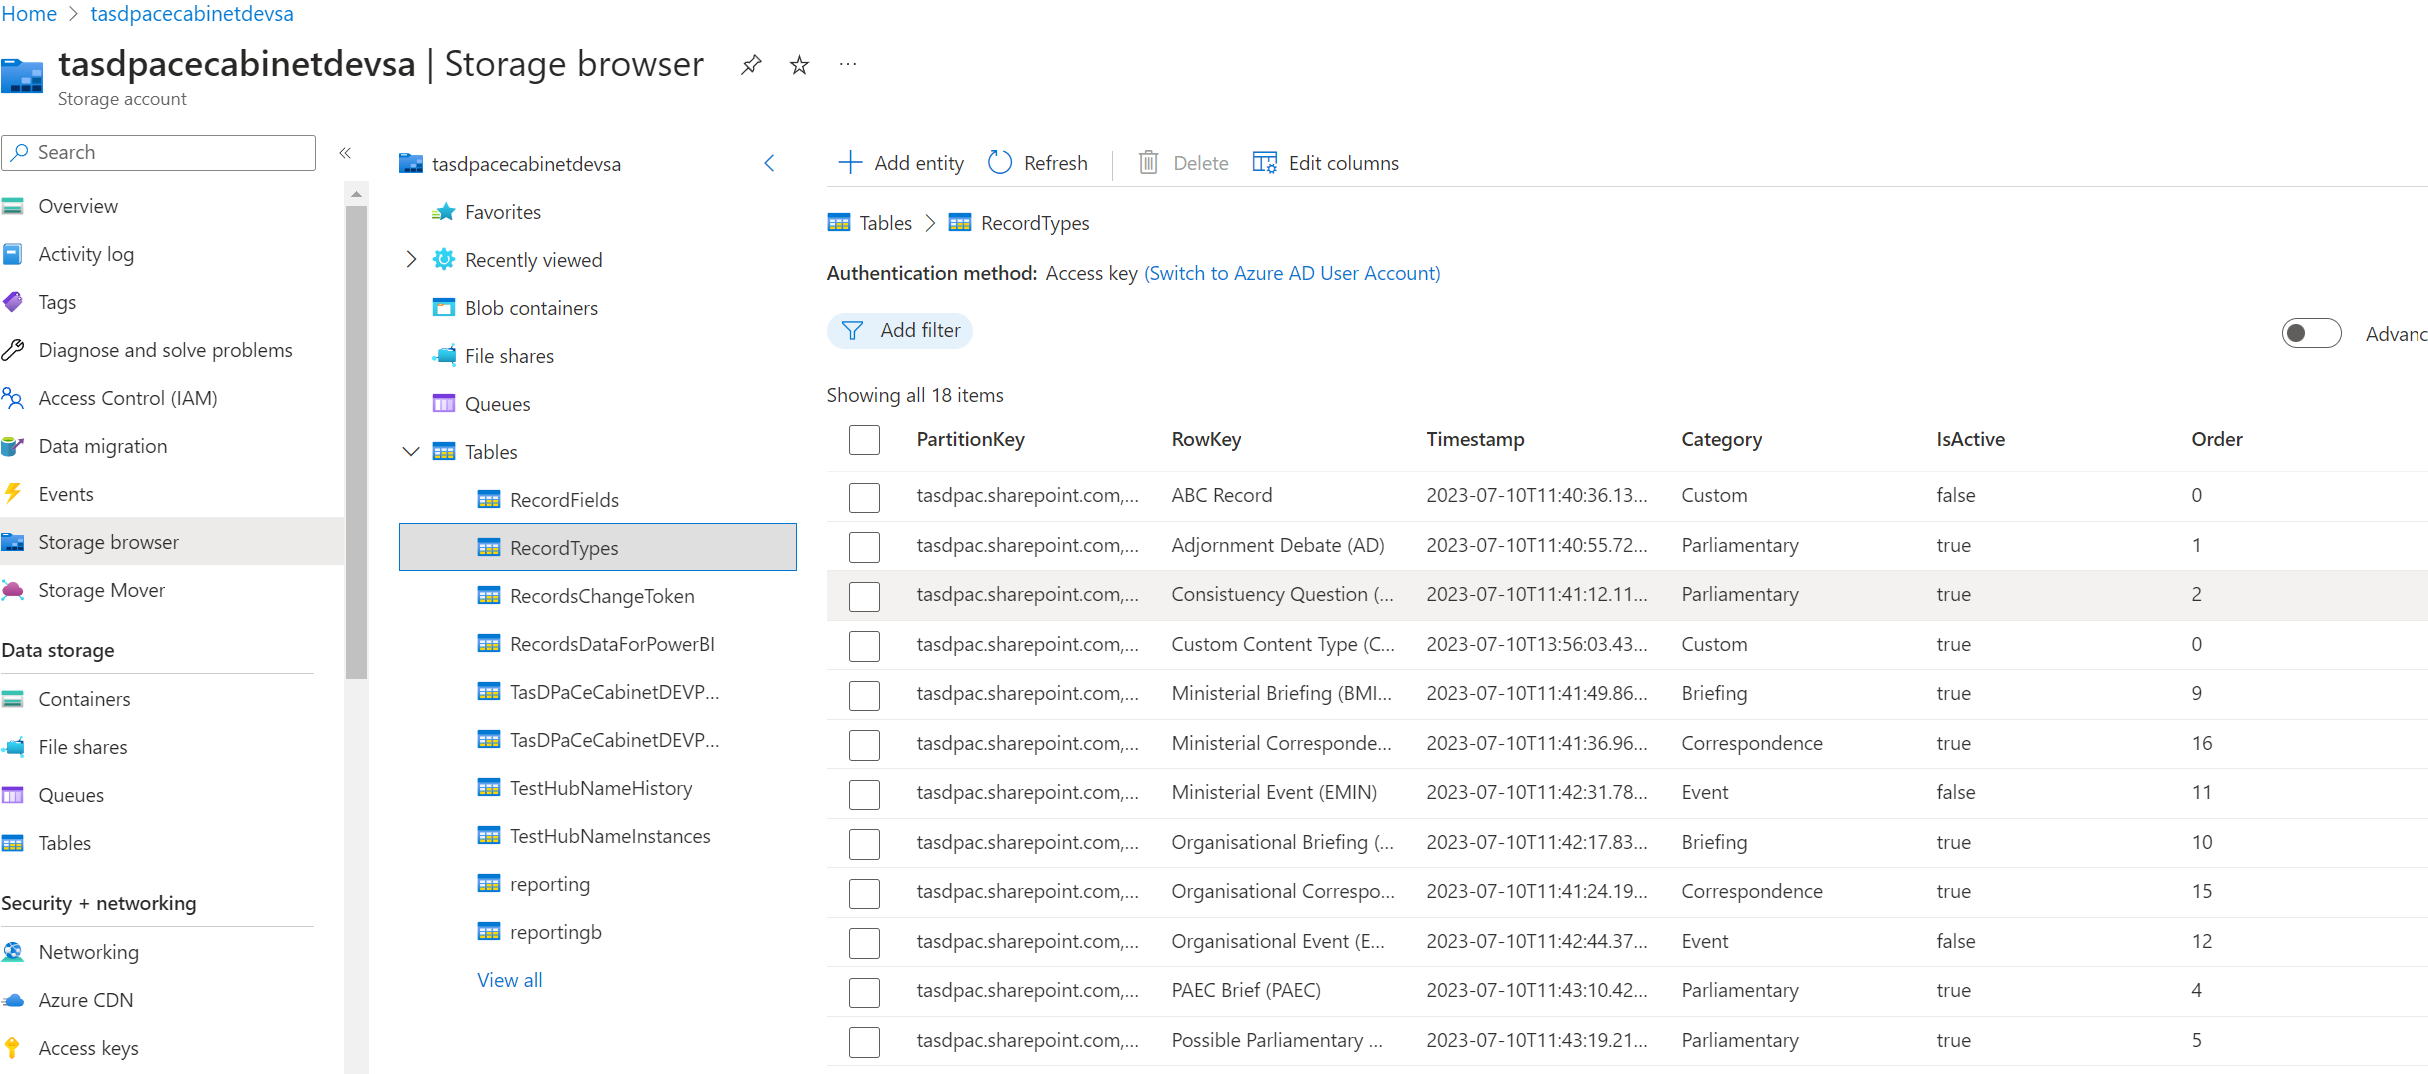 Home > tasdpacecabinetdevsa
tasdpacecabinetdevsa | Storage browser ...
Storage account
Search
«
Overview
Activity log
Tags
Diagnose and solve problems
Access Control (IAM)
Data migration
Events
Storage browser
Storage Mover
Data storage
Containers
File shares
Queues
Tables
Security + networking
Networking
Azure CDN
Access keys
tasdpacecabinetdevsa
Favorites
Recently viewed
Blob containers
File shares
Queues
Tables
RecordFields
RecordTypes
RecordsChangeToken
RecordsDataForPowerBI
TasDPaCeCabinetDEVP...
TasDPaCeCabinetDEVP...
TestHubNameHistory
TestHubNameInstances
reporting
reportingb
View all
Add entity Refresh Delete Edit columns
Tables > RecordTypes
Authentication method: Access key (Switch to Azure AD User Account)
Add filter
Advanc
Showing all 18 items
PartitionKey RowKey Timestamp Category IsActive Order
tasdpac.sharepoint.com,... ABC Record 2023-07-10T11:40:36.13... Custom false 0
tasdpac.sharepoint.com,... Adjornment Debate (AD) 2023-07-10T11:40:55.72... Parliamentary true 1
tasdpac.sharepoint.com,... Consistuency Question (... 2023-07-10T11:41:12.11... Parliamentary true 2
tasdpac.sharepoint.com,... Custom Content Type (C... 2023-07-10T13:56:03.43... Custom true 0
tasdpac.sharepoint.com,... Ministerial Briefing (BMI... 2023-07-10T11:41:49.86... Briefing true 9
tasdpac.sharepoint.com,... Ministerial Corresponde... 2023-07-10T11:41:36.96... Correspondence true 16
tasdpac.sharepoint.com,... Ministerial Event (EMIN) 2023-07-10T11:42:31.78... Event false 11
tasdpac.sharepoint.com,... Organisational Briefing (... 2023-07-10T11:42:17.83... Briefing true 10
tasdpac.sharepoint.com,... Organisational Correspo... 2023-07-10T11:41:24.19... Correspondence true 15
tasdpac.sharepoint.com,... Organisational Event (E... 2023-07-10T11:42:44.37... Event false 12
tasdpac.sharepoint.com,... PAEC Brief (PAEC) 2023-07-10T11:43:10.42... Parliamentary true 4
tasdpac.sharepoint.com,... Possible Parliamentary ... 2023-07-10T11:43:19.21... Parliamentary true 5